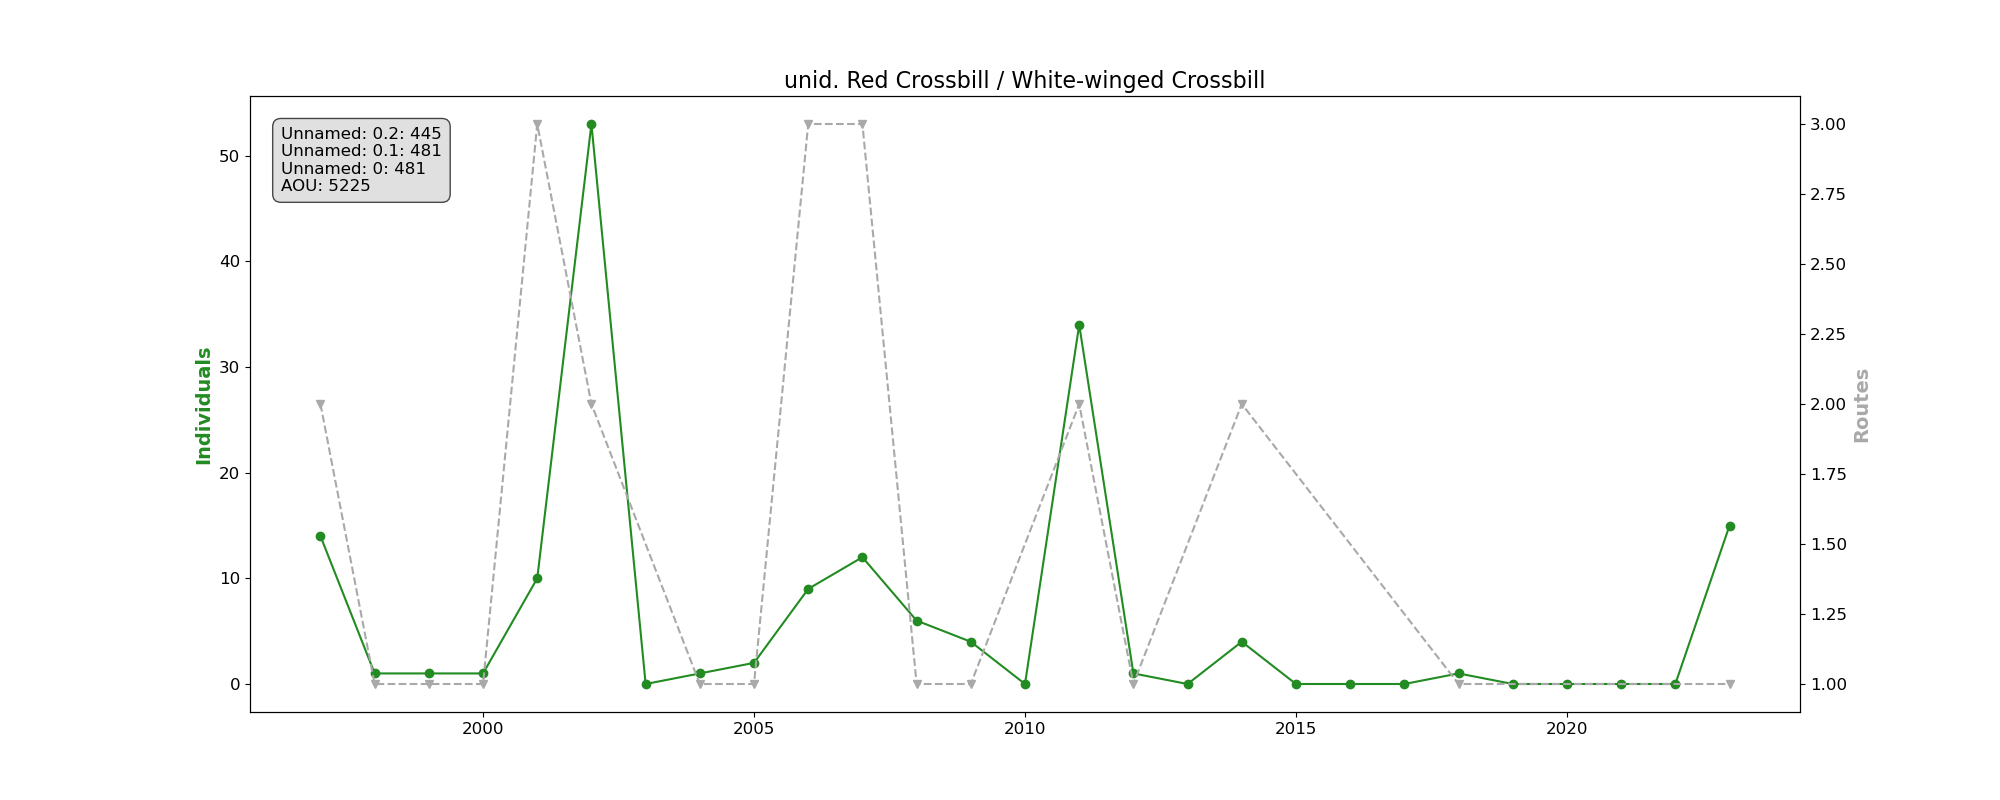 unid. Red Crossbill / White-winged Crossbill
Unnamed: 0.2: 445
Unnamed: 0.1: 481
Unnamed: 0: 481
AOU: 5225
50
40
30
20
10
0
Individuals
3.00
2.75
2.50
2.25
2.00
1.75
1.50
1.25
1.00
Routes
2000
2005
2010
2015
2020